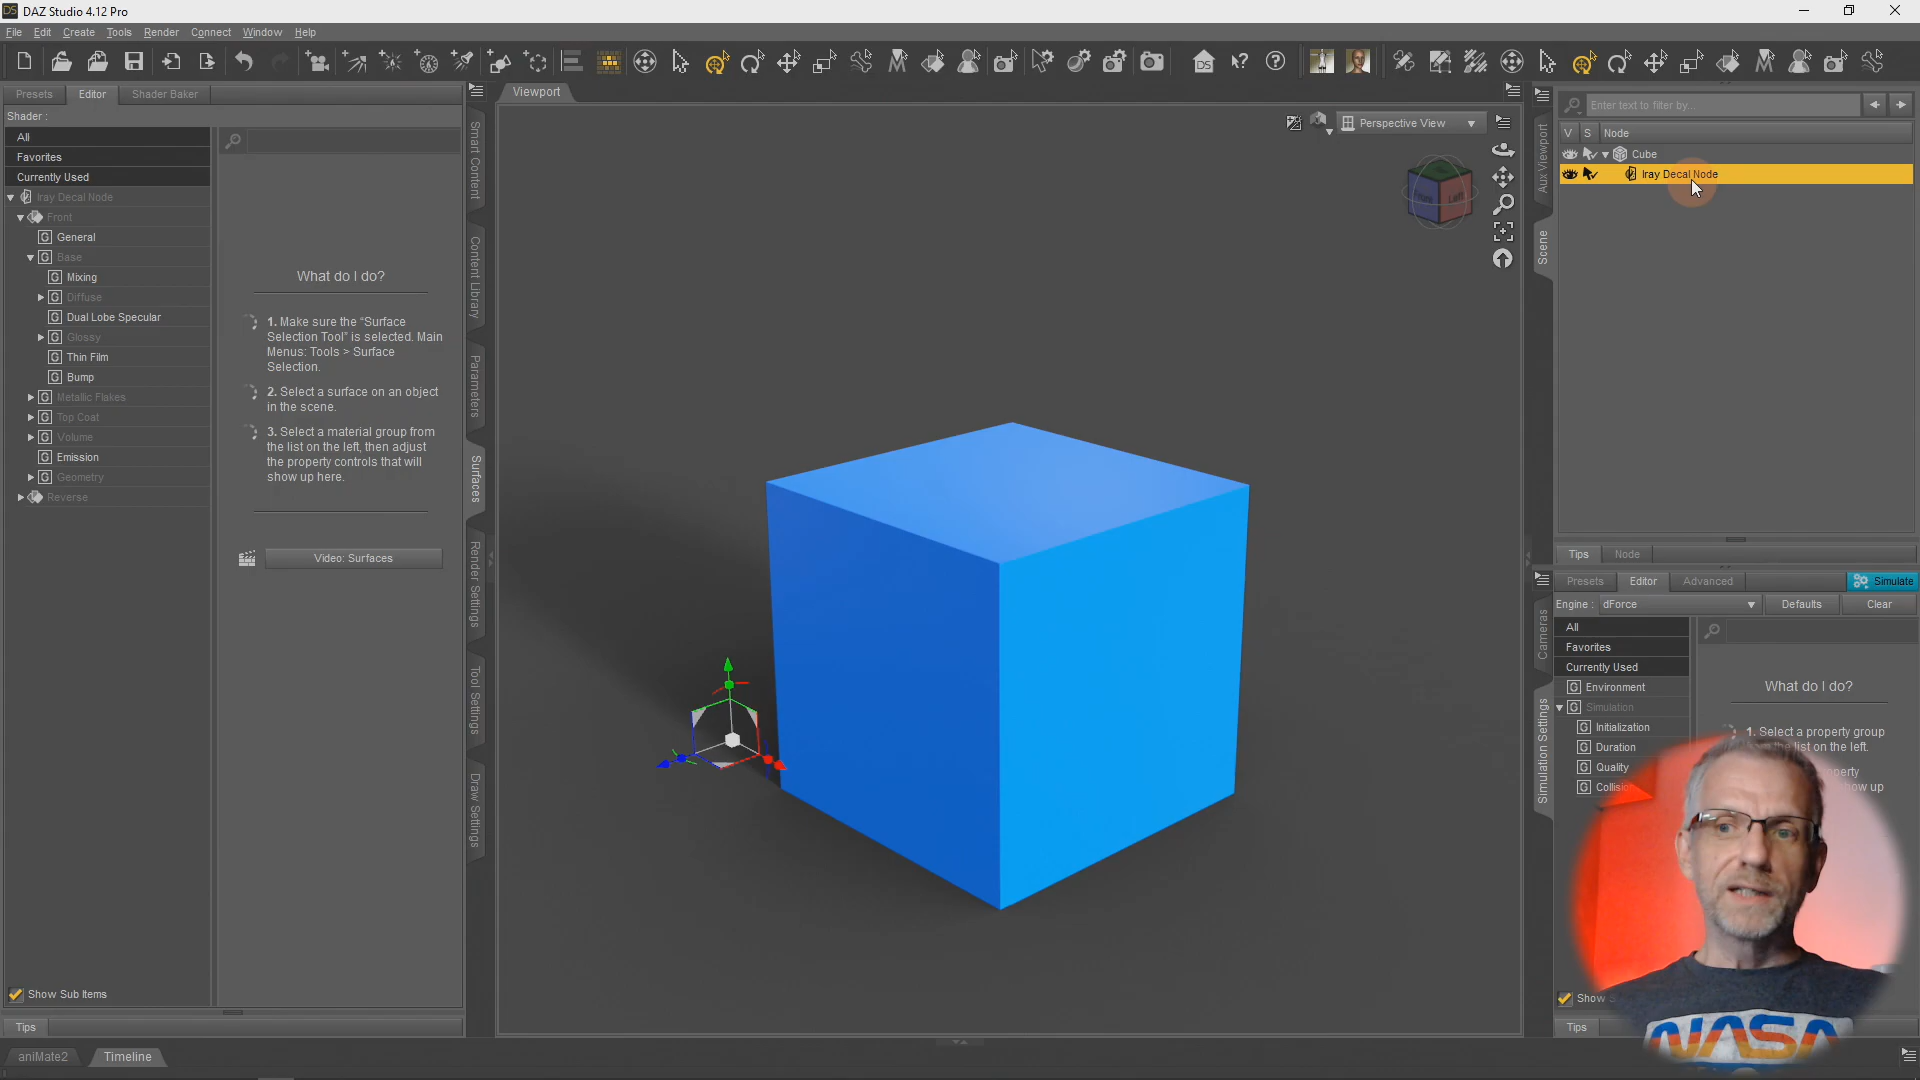 DAZ Studio 4.12 Pro
File Edit Create Tools Render Connect Window Help
Presets Editor Shader Baker
Shader :
All
Favorites
Currently Used
Iray Decal Node
Front
General
Base
Mixing
Diffuse
Dual Lobe Specular
Glossy
Thin Film
Bump
Metallic Flakes
Top Coat
Volume
Emission
Geometry
Reverse
Show Sub Items
Tips
What do I do?
1. Make sure the "Surface
Selection Tool" is selected. Main
Menus: Tools > Surface
Selection.
2. Select a surface on an object
in the scene.
3. Select a material group from
the list on the left, then adjust
the property controls that will
show up here.
Video: Surfaces
Smart Content
Content Library
Parameters
Surfaces
Render Settings
Tool Settings
Draw Settings
Viewport
Perspective View
Front
Left
Aux Viewport
Scene
Enter text to filter by...
V S Node
Cube
Iray Decal Node
Tips Node
Presets Editor Advanced Simulate
Engine : dForce Defaults Clear
Cameras
Simulation Settings
All
Favorites
Currently Used
Environment
Simulation
Initialization
Duration
Quality
What do I do?
1. Select a property group
the list on the left.
Show
Tips
NASA
aniMate2 Timeline